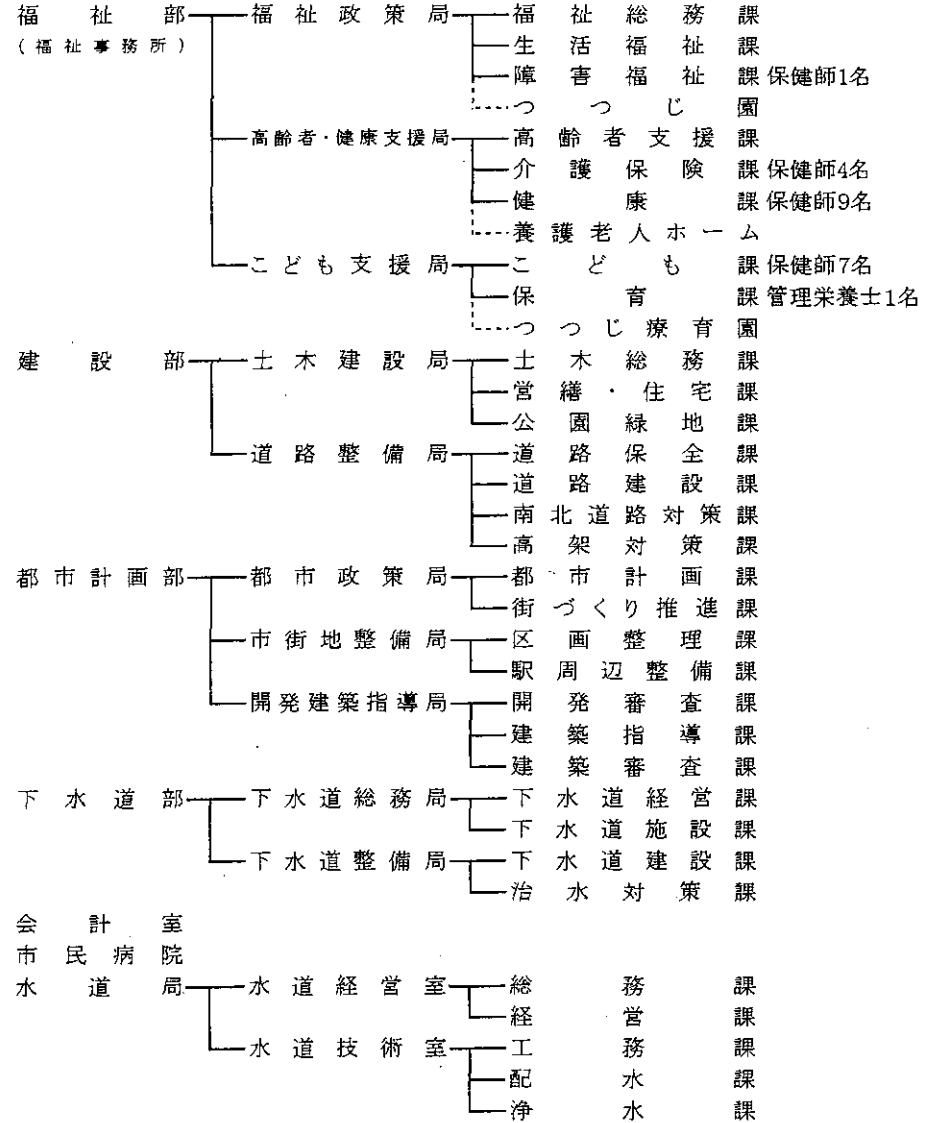 福祉部 福祉政策局 福祉総務課
(福祉事務所) 生活福祉課
障害福祉課 保健師1名
つつじ園
高齢者・健康支援局 高齢者支援課
介護保険課 保健師4名
健康課 保健師9名
養護老人ホーム
こども支援局 こども課 保健師7名
保育課 管理栄養士1名
つつじ療育園
建設部 土木建設局 土木総務課
営繕・住宅課
公園緑地課
道路整備局 道路保全課
道路建設課
南北道路対策課
高架対策課
都市計画部 都市政策局 都市計画課
街づくり推進課
市街地整備局 区画整理課
駅周辺整備課
開発建築指導局 開発審査課
建築指導課
建築審査課
下水道部 下水道総務局 下水道経営課
下水道施設課
下水道整備局 下水道建設課
治水対策課
会計室
市民病院
水道局 水道経営室 総務課
経営課
水道技術室 工務課
配水課
浄水課